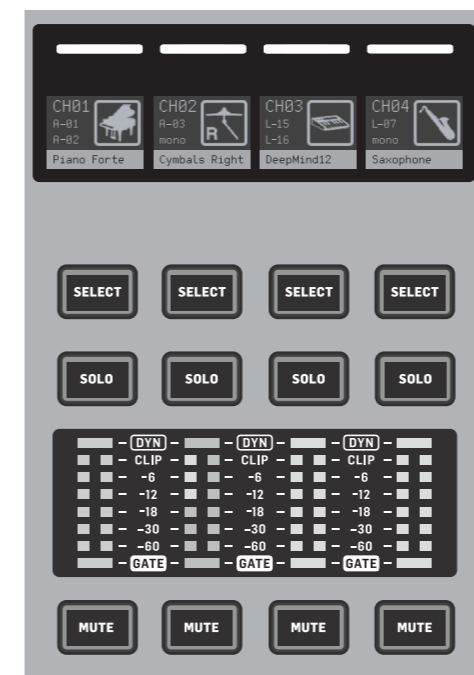 CH01 CH02 CH03 CH04
A-01 A-03 L-15 L-07
A-02 mono L-16 mono
R
Piano Forte Cymbals Right DeepMind12 Saxophone
SELECT SELECT SELECT SELECT
SOLO SOLO SOLO SOLO
– DYN – – DYN – – DYN –
– CLIP – – CLIP – – CLIP –
– -6 – – -6 – – -6 –
– -12 – – -12 – – -12 –
– -18 – – -18 – – -18 –
– -30 – – -30 – – -30 –
– -60 – – -60 – – -60 –
– GATE – – GATE – – GATE –
MUTE MUTE MUTE MUTE